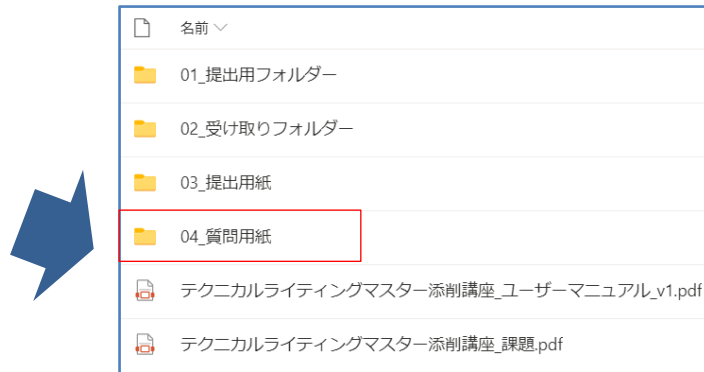 名前
01_提出用フォルダー
02_受け取りフォルダー
03_提出用紙
04_質問用紙
テクニカルライティングマスター添削講座_ユーザーマニュアル_v1.pdf
テクニカルライティングマスター添削講座_課題.pdf